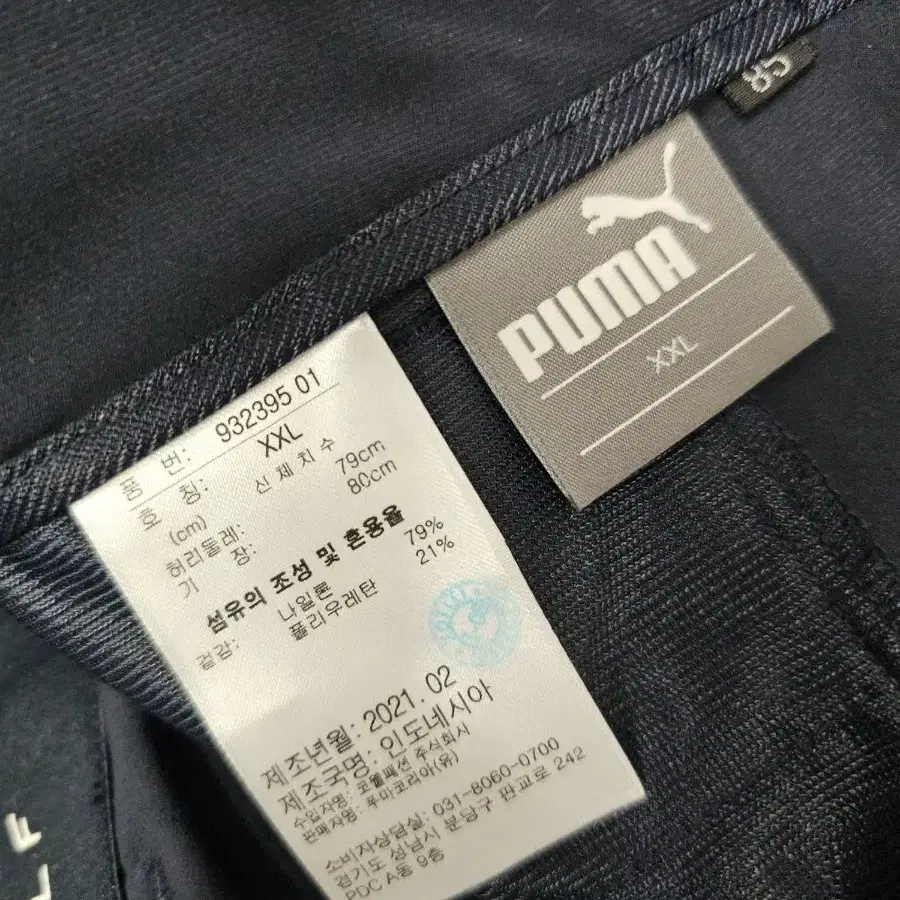 85
PUMA
XXL
품 번: 932395 01
호 칭: XXL
(cm) 신체치수
허리둘레: 79cm
기 장: 80cm
섬유의 조성 및 혼용율
겉감: 나일론 79%
폴리우레탄 21%
제조년월: 2021. 02
제조국명: 인도네시아
수입자명: 코웰패션 주식회사
판매자명: 푸마코리아(유)
소비자상담실: 031-8060-0700
경기도 성남시 분당구 판교로 242
PDC A동 9층
LF